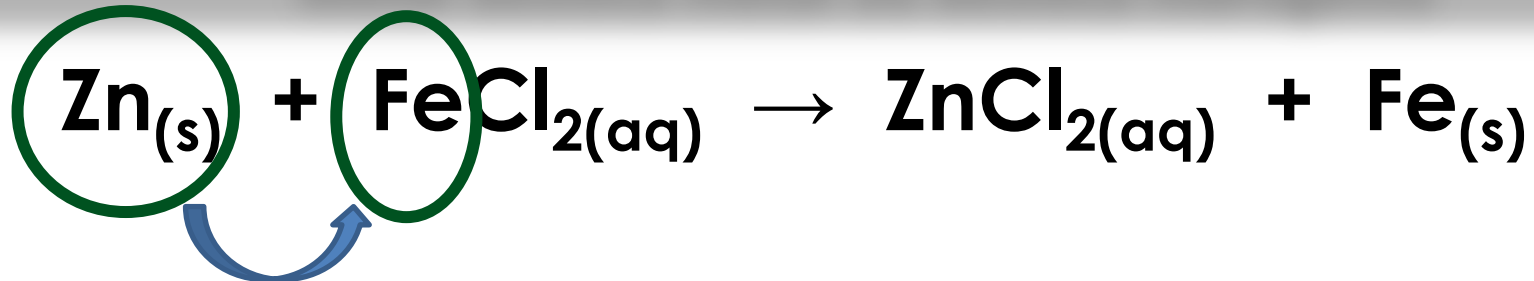 Zn(s) + FeCl2(aq) → ZnCl2(aq) + Fe(s)